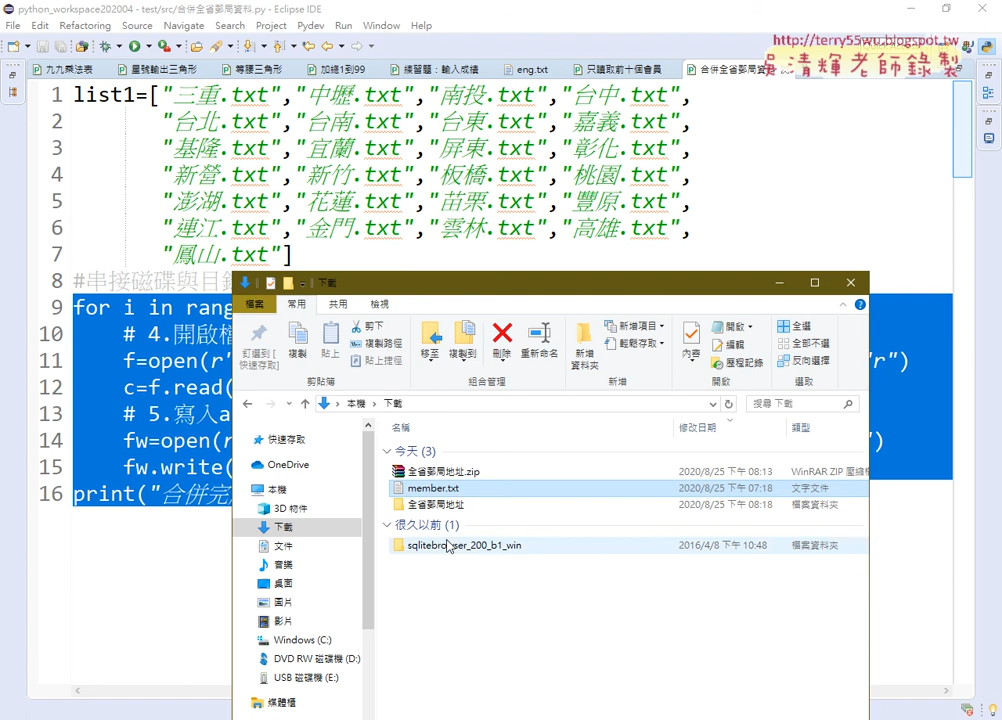 python_workspace202004 - test/src/合併全省郵局資料.py - Eclipse IDE
File Edit Refactoring Source Navigate Search Project Pydev Run Window Help
http://terry55wu.blogspot.tw
吳清輝老師錄製
九九乘法表 星號輸出三角形 等腰三角形 加總1到99 練習題：輸入成績 eng.txt 只讀取前十個會員 合併全省郵局資
1 list1=["三重.txt","中壢.txt","南投.txt","台中.txt",
2 "台北.txt","台南.txt","台東.txt","嘉義.txt",
3 "基隆.txt","宜蘭.txt","屏東.txt","彰化.txt",
4 "新營.txt","新竹.txt","板橋.txt","桃園.txt",
5 "澎湖.txt","花蓮.txt","苗栗.txt","豐原.txt",
6 "連江.txt","金門.txt","雲林.txt","高雄.txt",
7 "鳳山.txt"]
8 #串接磁碟與目錄
9 for i in rang
10 # 4.開啟檔
11 f=open(r' "r")
12 c=f.read(
13 # 5.寫入a
14 fw=open(r )
15 fw.write(
16 print("合併完
下載
檔案 常用 共用 檢視
釘選到 [快速存取] 複製 貼上 剪下 複製路徑 貼上捷徑
剪貼簿
移至 複製到 刪除 重新命名
組合管理
新增資料夾 新增項目 輕鬆存取
新增
內容 開啟 編輯 歷程記錄
開啟
全選 全部不選 反向選擇
選取
本機 › 下載
搜尋 下載
名稱 修改日期 類型
今天 (3)
全省郵局地址.zip 2020/8/25 下午 08:13 WinRAR ZIP 壓縮檔
member.txt 2020/8/25 下午 07:18 文字文件
全省郵局地址 2020/8/25 下午 08:18 檔案資料夾
很久以前 (1)
sqlitebrowser_200_b1_win 2016/4/8 下午 10:48 檔案資料夾
快速存取
OneDrive
本機
3D 物件
下載
文件
音樂
桌面
圖片
影片
Windows (C:)
DVD RW 磁碟機 (D:)
USB 磁碟機 (E:)
媒體櫃